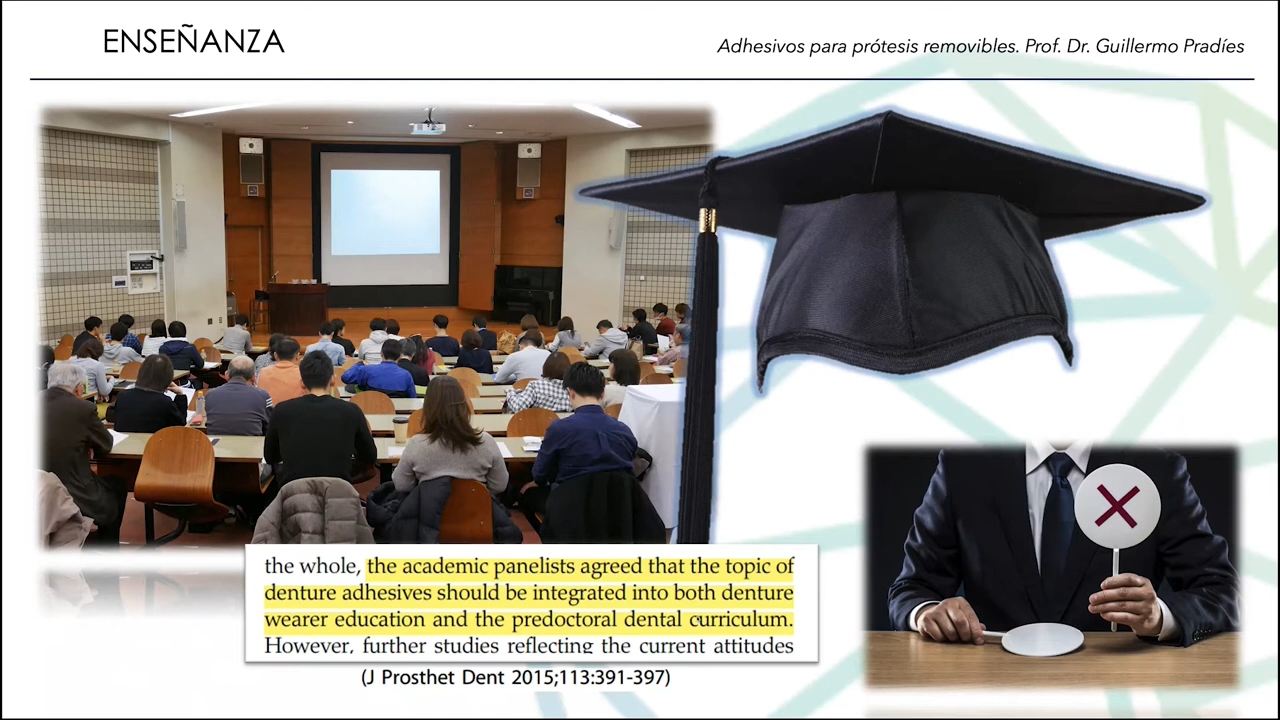 ENSEÑANZA
Adhesivos para prótesis removibles. Prof. Dr. Guillermo Pradíes
the whole, the academic panelists agreed that the topic of
denture adhesives should be integrated into both denture
wearer education and the predoctoral dental curriculum.
However, further studies reflecting the current attitudes
(J Prosthet Dent 2015;113:391-397)